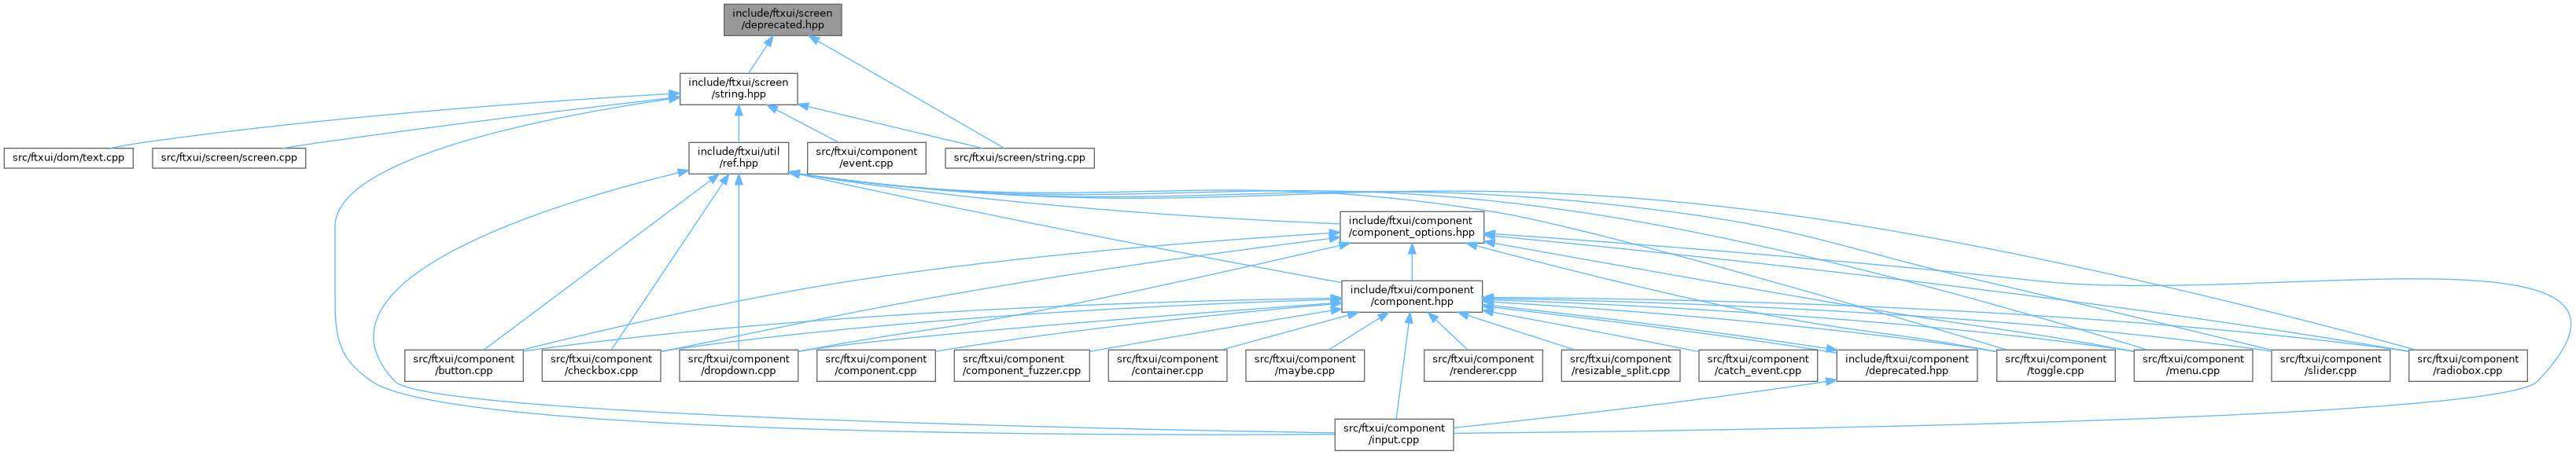 include/ftxui/screen
/deprecated.hpp
include/ftxui/screen
/string.hpp
src/ftxui/dom/text.cpp
src/ftxui/screen/screen.cpp
include/ftxui/util
/ref.hpp
src/ftxui/component
/event.cpp
src/ftxui/screen/string.cpp
include/ftxui/component
/component_options.hpp
include/ftxui/component
/component.hpp
src/ftxui/component
/button.cpp
src/ftxui/component
/checkbox.cpp
src/ftxui/component
/dropdown.cpp
src/ftxui/component
/component.cpp
src/ftxui/component
/component_fuzzer.cpp
src/ftxui/component
/container.cpp
src/ftxui/component
/maybe.cpp
src/ftxui/component
/renderer.cpp
src/ftxui/component
/resizable_split.cpp
src/ftxui/component
/catch_event.cpp
include/ftxui/component
/deprecated.hpp
src/ftxui/component
/toggle.cpp
src/ftxui/component
/menu.cpp
src/ftxui/component
/slider.cpp
src/ftxui/component
/radiobox.cpp
src/ftxui/component
/input.cpp